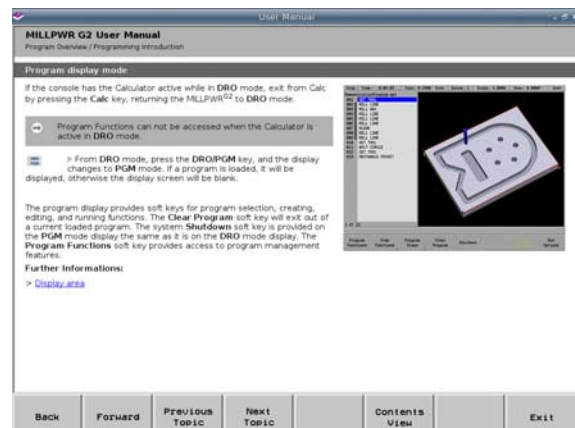 User Manual
MILLPWR G2 User Manual
Program Overview / Programming Introduction
Program display mode
If the console has the Calculator active while in DRO mode, exit from Calc
by pressing the Calc key, returning the MILLPWRG2 to DRO mode.
Program Functions can not be accessed when the Calculator is
active in DRO mode.
> From DRO mode, press the DRO/PGM key, and the display
changes to PGM mode. If a program is loaded, it will be
displayed, otherwise the display screen will be blank.
The program display provides soft keys for program selection, creating,
editing, and running functions. The Clear Program soft key will exit out of
a current loaded program. The system Shutdown soft key is provided on
the PGM mode display the same as it is on the DRO mode display. The
Program Functions soft key provides access to program management
features.
Further Informations:
> Display area
Back
Forward
Previous Topic
Next Topic
Contents View
Exit